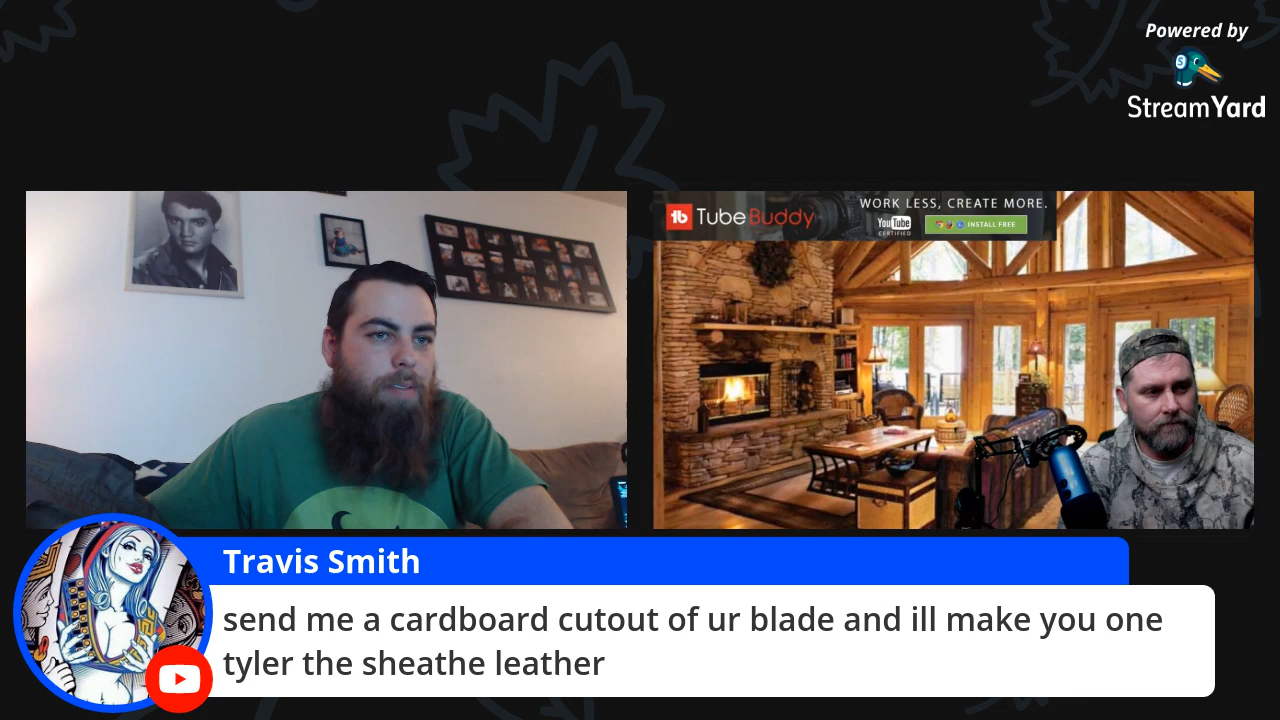 Powered by
StreamYard
TubeBuddy
WORK LESS, CREATE MORE.
YouTube
CERTIFIED
INSTALL FREE
Travis Smith
send me a cardboard cutout of ur blade and ill make you one
tyler the sheathe leather